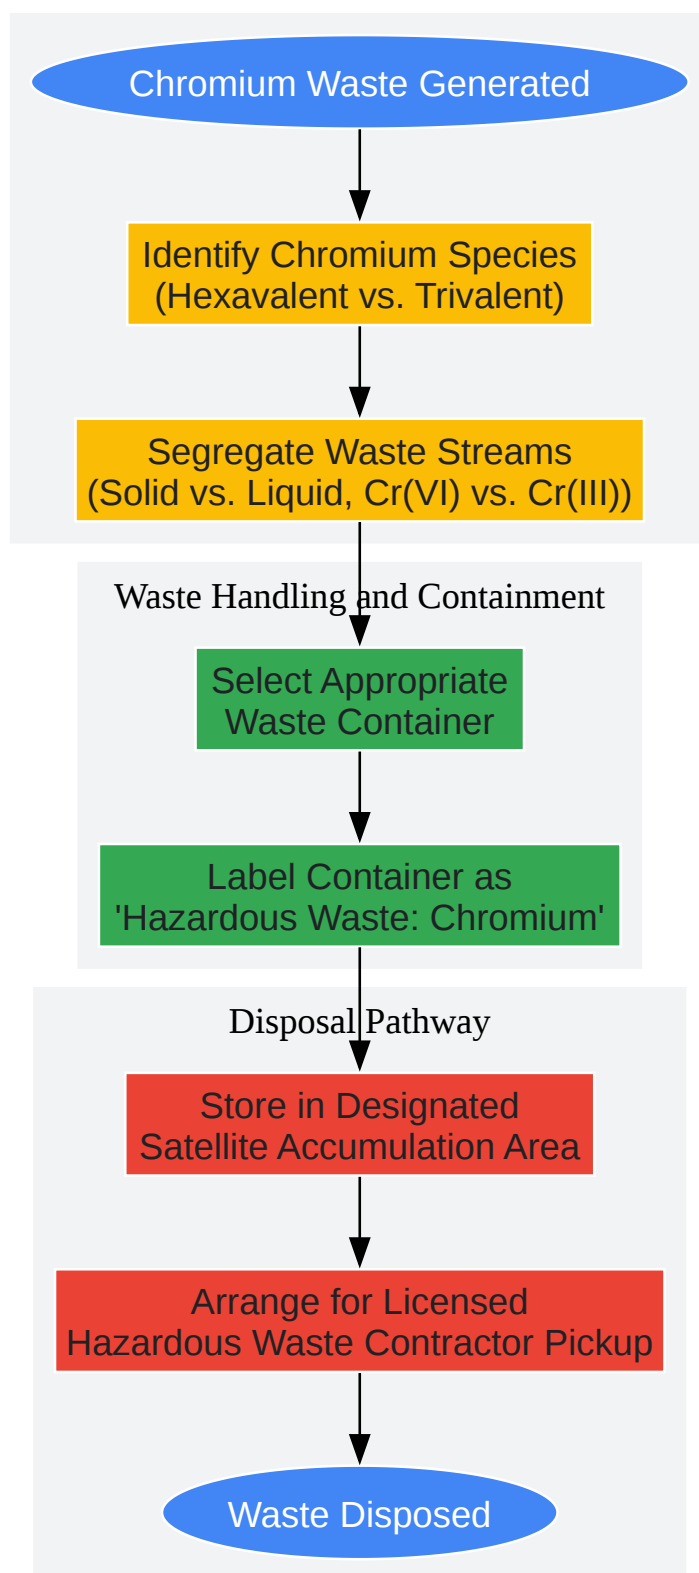 Chromium Waste Generated
Identify Chromium Species
(Hexavalent vs. Trivalent)
Segregate Waste Streams
(Solid vs. Liquid, Cr(VI) vs. Cr(III))
Waste Handling and Containment
Select Appropriate
Waste Container
Label Container as
'Hazardous Waste: Chromium'
Disposal Pathway
Store in Designated
Satellite Accumulation Area
Arrange for Licensed
Hazardous Waste Contractor Pickup
Waste Disposed